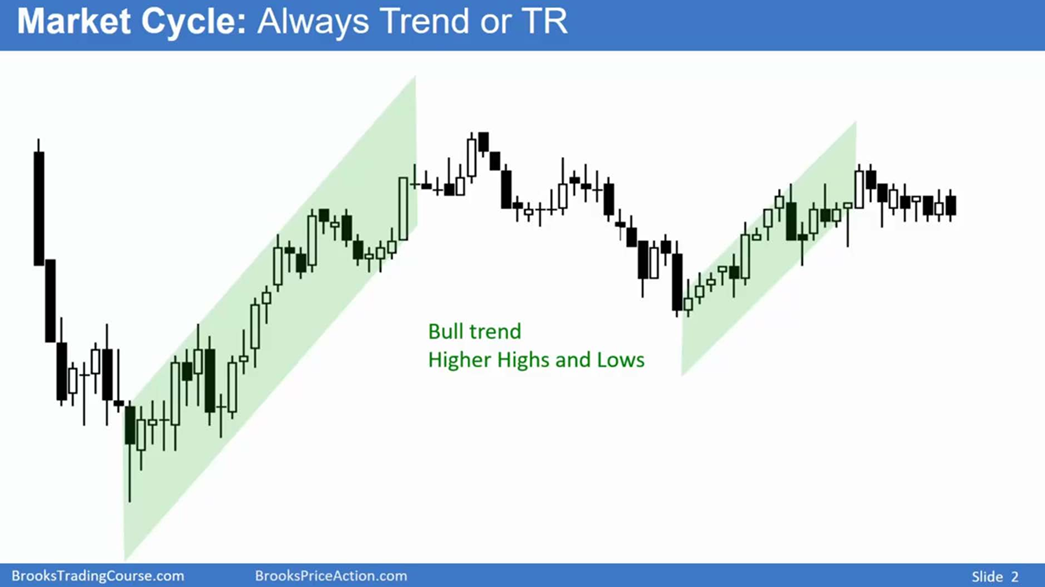 Market Cycle: Always Trend or TR
Bull trend
Higher Highs and Lows
BrooksTradingCourse.com
BrooksPriceAction.com
Slide 2